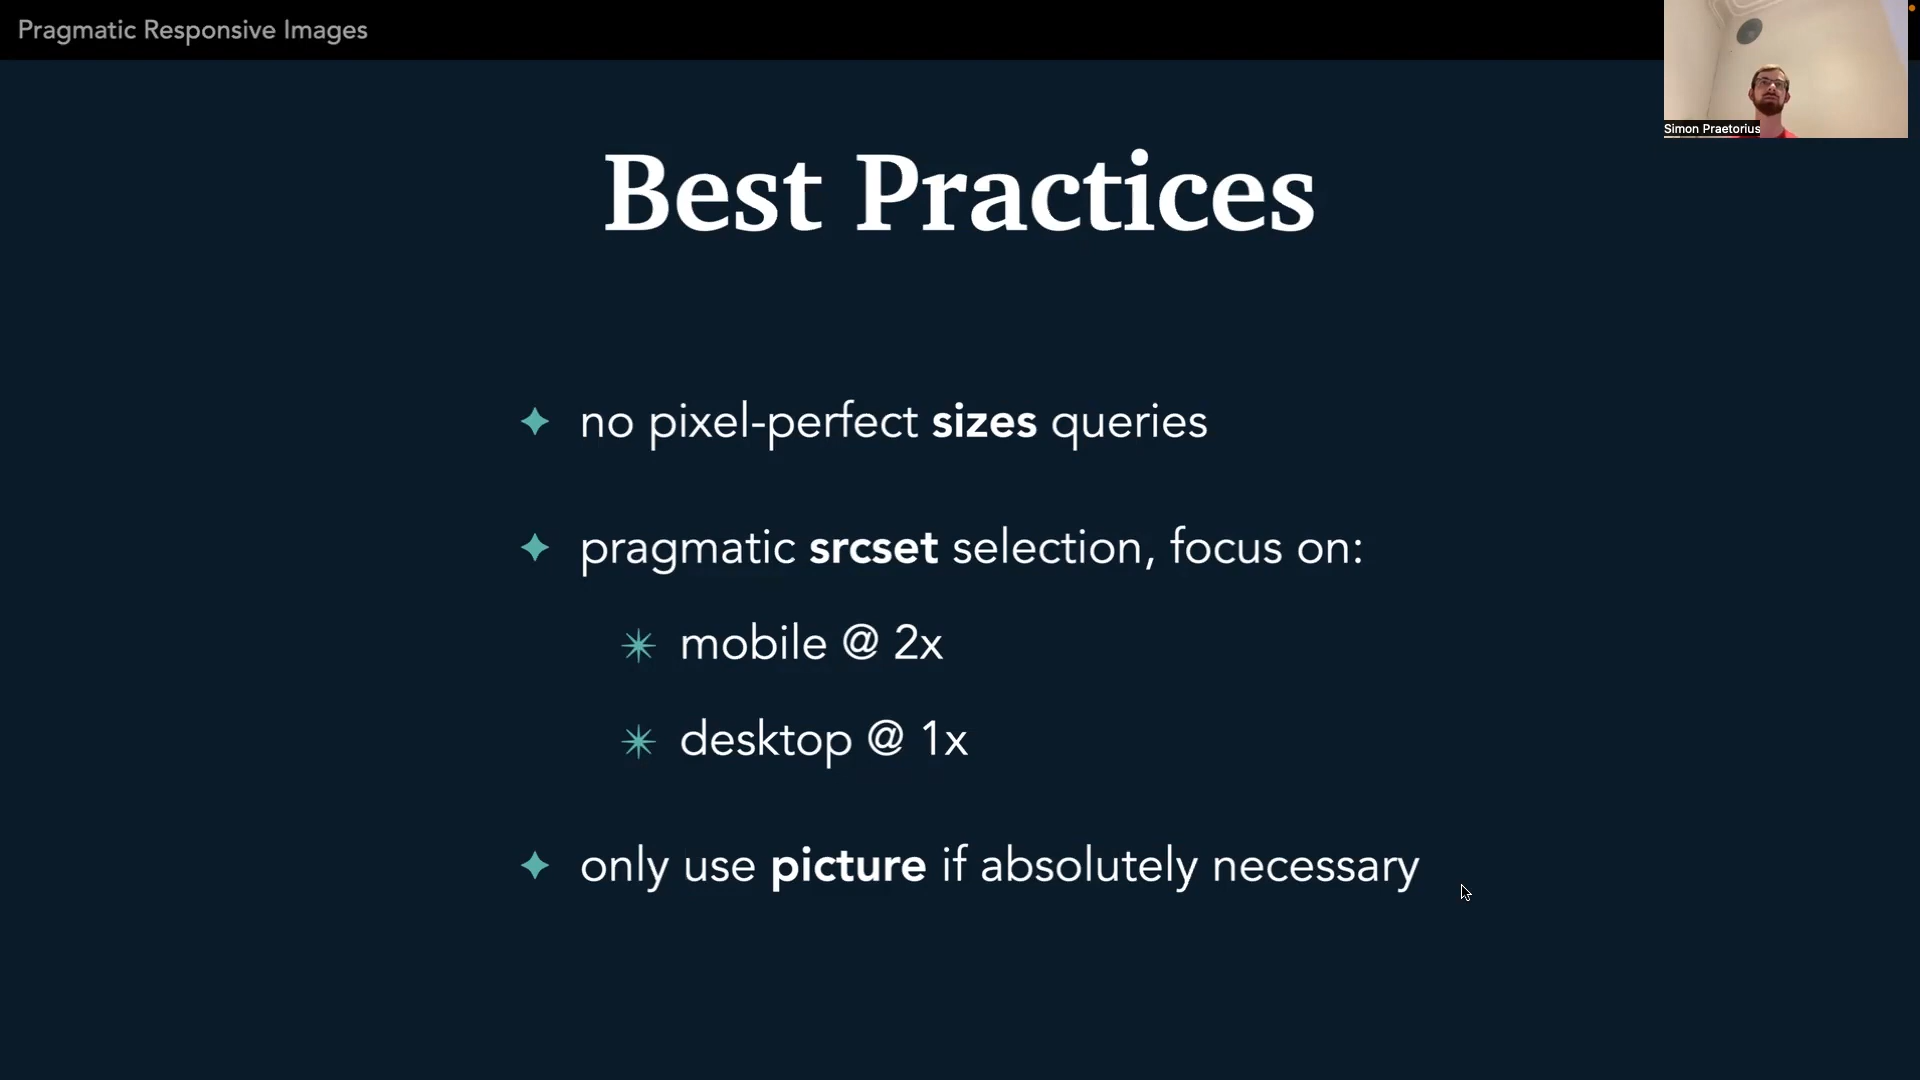 Pragmatic Responsive Images
Simon Praetorius
Best Practices
no pixel-perfect sizes queries
pragmatic srcset selection, focus on:
mobile @ 2x
desktop @ 1x
only use picture if absolutely necessary